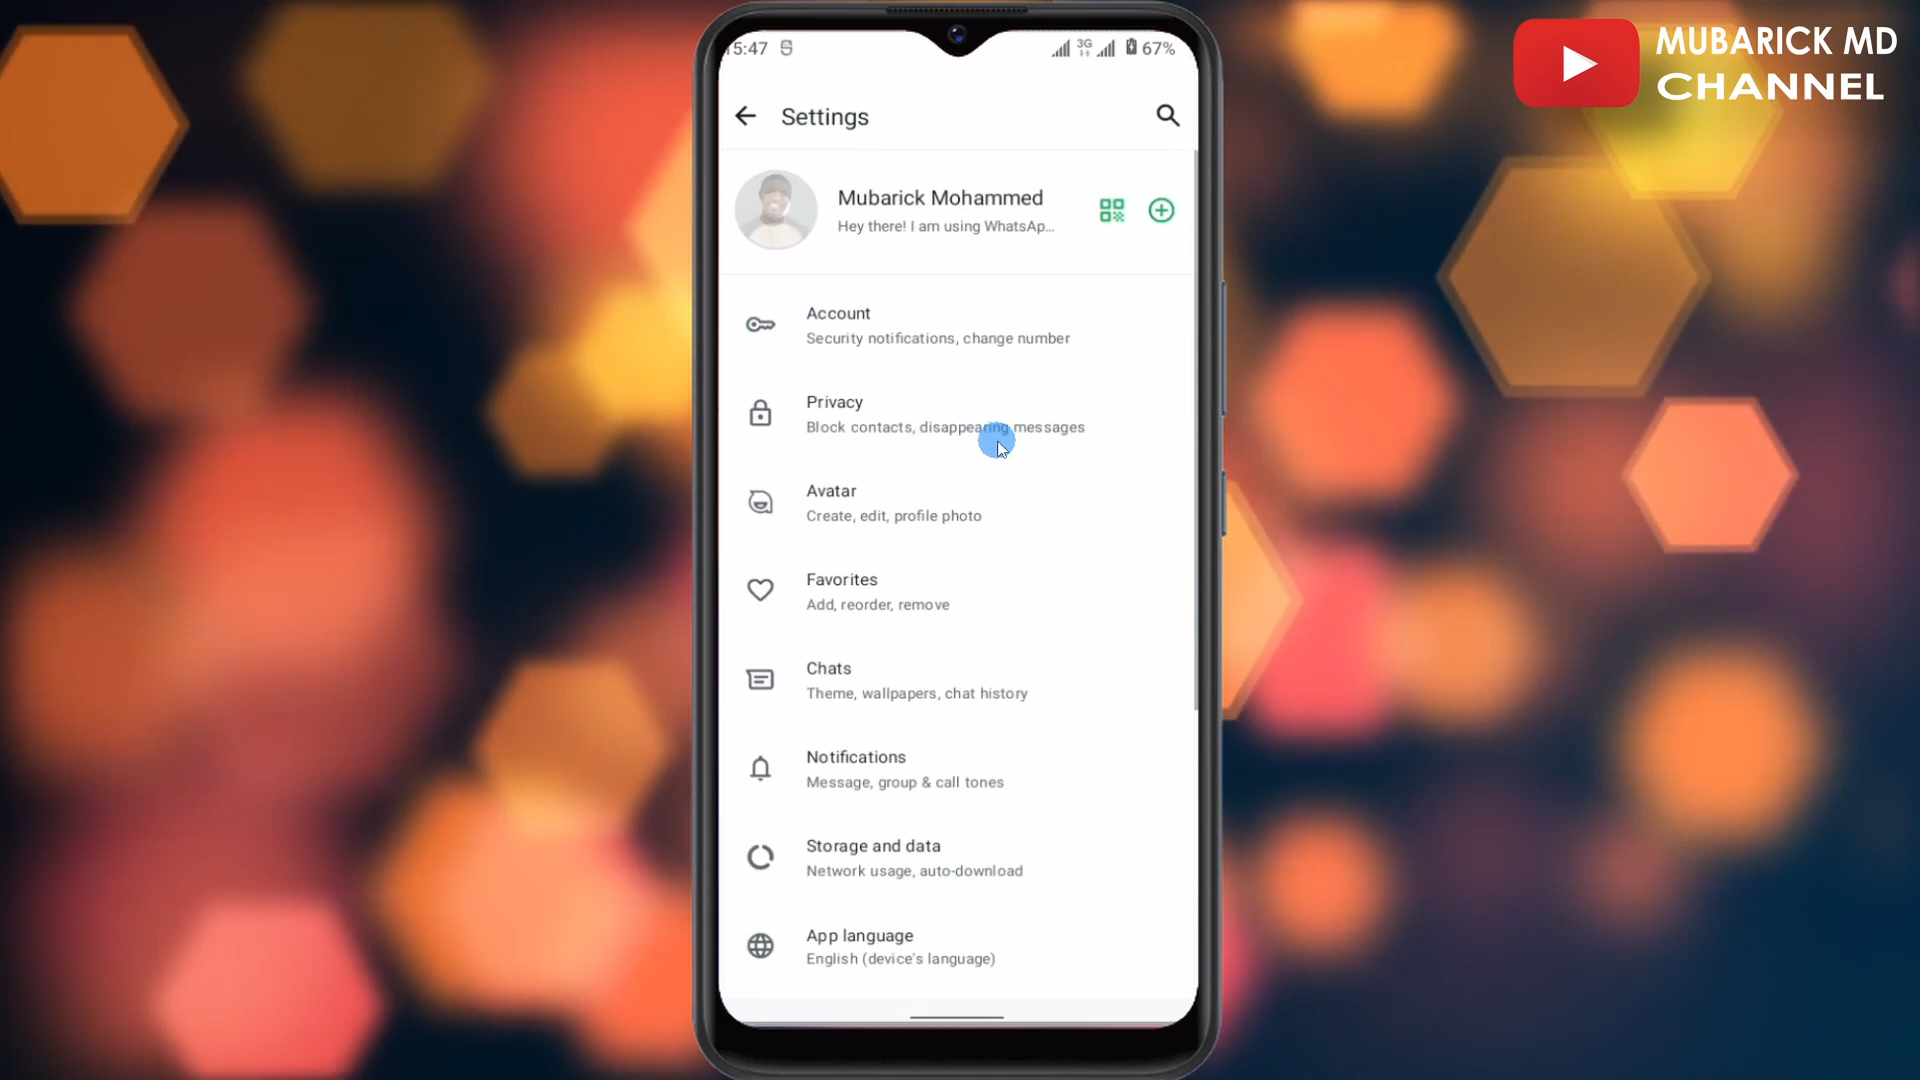 MUBARICK MD
CHANNEL
15:47
3G
67%
Settings
Mubarick Mohammed
Hey there! I am using WhatsAp...
Account
Security notifications, change number
Privacy
Block contacts, disappearing messages
Avatar
Create, edit, profile photo
Favorites
Add, reorder, remove
Chats
Theme, wallpapers, chat history
Notifications
Message, group & call tones
Storage and data
Network usage, auto-download
App language
English (device's language)